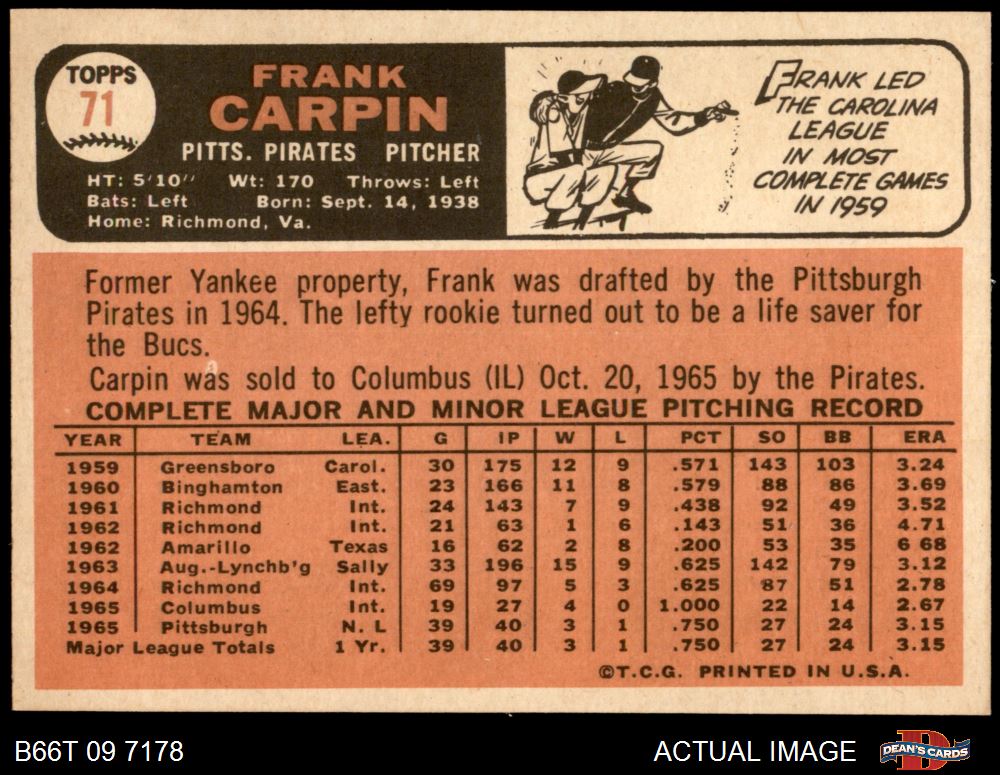 TOPPS
71
FRANK
CARPIN
PITTS. PIRATES PITCHER
HT: 5'10" Wt: 170 Throws: Left
Bats: Left Born: Sept. 14, 1938
Home: Richmond, Va.
FRANK LED
THE CAROLINA
LEAGUE
IN MOST
COMPLETE GAMES
IN 1959
Former Yankee property, Frank was drafted by the Pittsburgh
Pirates in 1964. The lefty rookie turned out to be a life saver for
the Bucs.
Carpin was sold to Columbus (IL) Oct. 20, 1965 by the Pirates.
COMPLETE MAJOR AND MINOR LEAGUE PITCHING RECORD
YEAR TEAM LEA. G IP W L PCT SO BB ERA
1959 Greensboro Carol. 30 175 12 9 .571 143 103 3.24
1960 Binghamton East. 23 166 11 8 .579 88 86 3.69
1961 Richmond Int. 24 143 7 9 .438 92 49 3.52
1962 Richmond Int. 21 63 1 6 .143 51 36 4.71
1962 Amarillo Texas 16 62 2 8 .200 53 35 6 68
1963 Aug.-Lynchb'g Sally 33 196 15 9 .625 142 79 3.12
1964 Richmond Int. 69 97 5 3 .625 87 51 2.78
1965 Columbus Int. 19 27 4 0 1.000 22 14 2.67
1965 Pittsburgh N. L 39 40 3 1 .750 27 24 3.15
Major League Totals 1 Yr. 39 40 3 1 .750 27 24 3.15
©T.C.G. PRINTED IN U.S.A.
B66T 09 7178 ACTUAL IMAGE DEAN'S CARDS